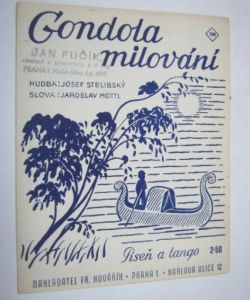 Gondola
milování
JAN FUČÍK
PRAHA I.
HUDBA: JOSEF STELIBSKÝ
SLOVA: JAROSLAV MOTTL
Píseň a tango
2·50
NAKLADATEL FR. KOVÁŘÍK · PRAHA I. · KARLOVA ULICE 12